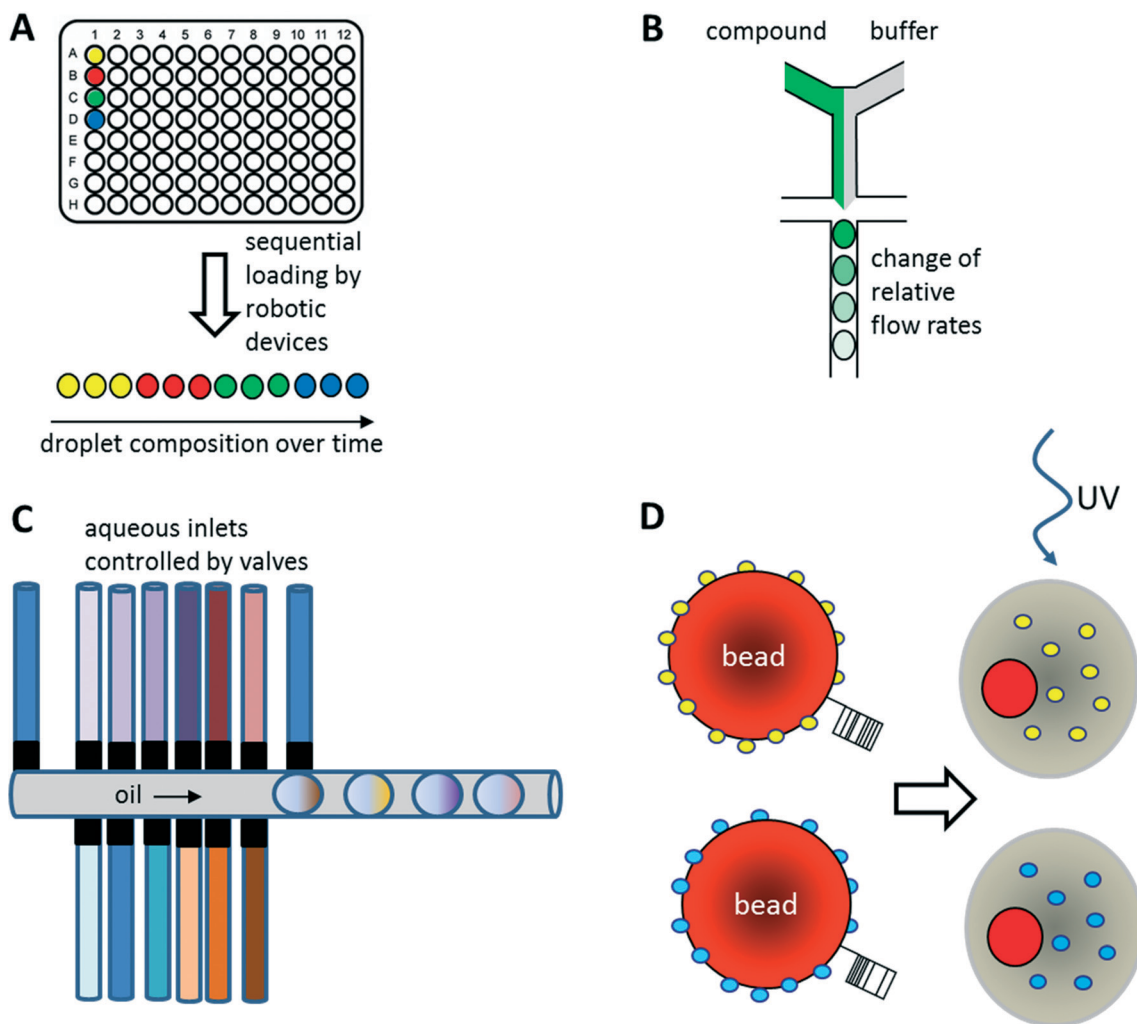 A
1 2 3 4 5 6 7 8 9 10 11 12
A
B
C
D
E
F
G
H
sequential
loading by
robotic
devices
droplet composition over time
B
compound buffer
change of
relative
flow rates
C
aqueous inlets
controlled by valves
oil
D
UV
bead
bead